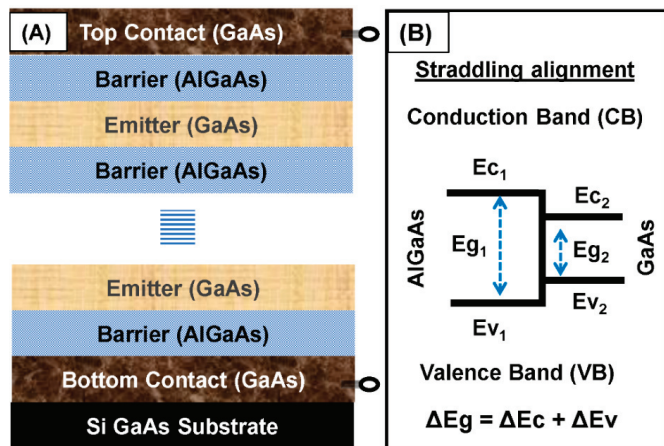 (A)
Top Contact (GaAs)
Barrier (AlGaAs)
Emitter (GaAs)
Barrier (AlGaAs)
Emitter (GaAs)
Barrier (AlGaAs)
Bottom Contact (GaAs)
Si GaAs Substrate
(B)
Straddling alignment
Conduction Band (CB)
Ec1
Ec2
AlGaAs
Eg1
Eg2
GaAs
Ev1
Ev2
Valence Band (VB)
ΔEg = ΔEc + ΔEv